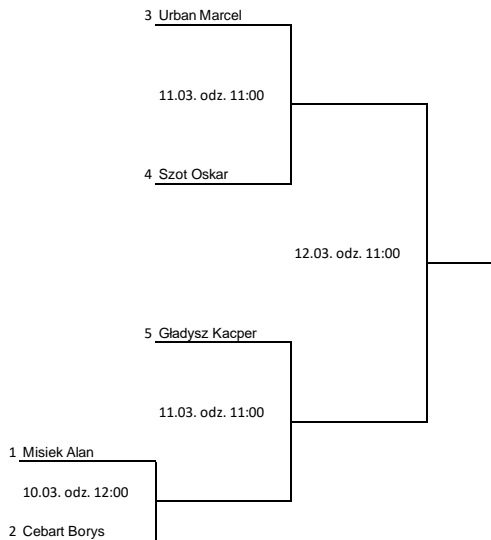 3 Urban Marcel
11.03. odz. 11:00
4 Szot Oskar
12.03. odz. 11:00
5 Gładysz Kacper
11.03. odz. 11:00
1 Misiek Alan
10.03. odz. 12:00
2 Cebart Borys